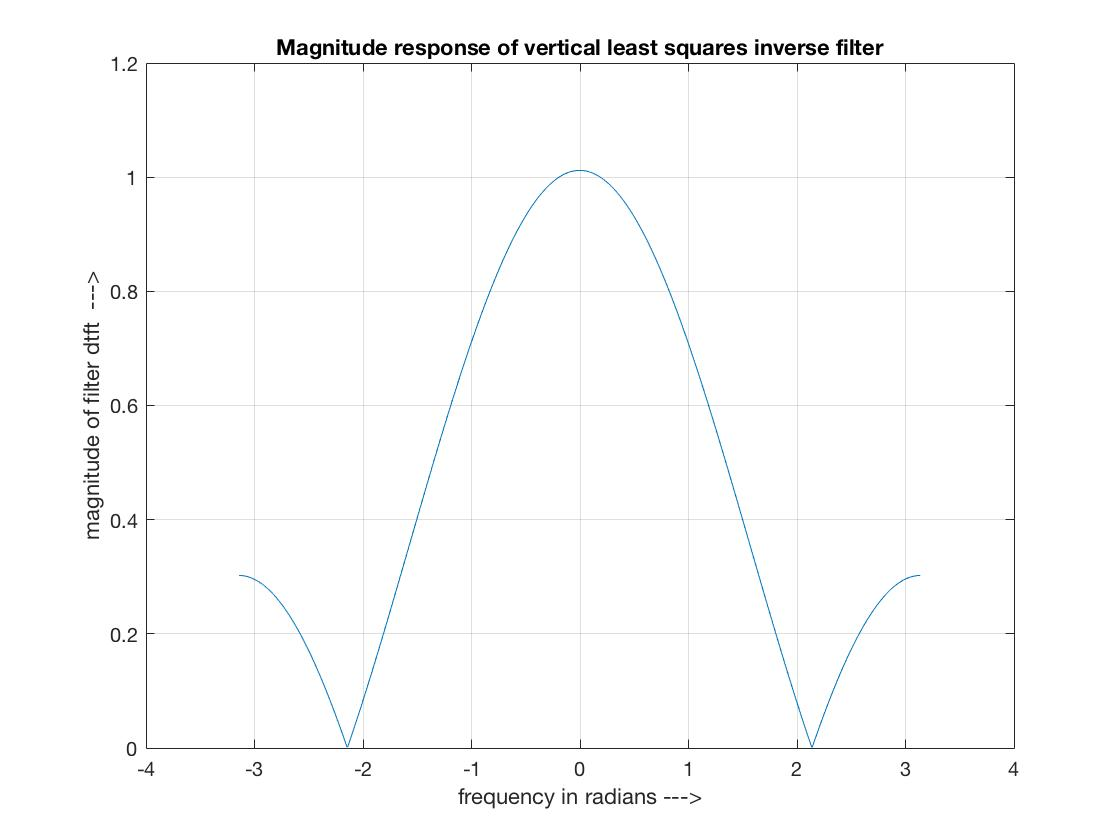 Magnitude response of vertical least squares inverse filter
1.2
1
0.8
0.6
0.4
0.2
0
magnitude of filter dtft --->
-4 -3 -2 -1 0 1 2 3 4
frequency in radians --->